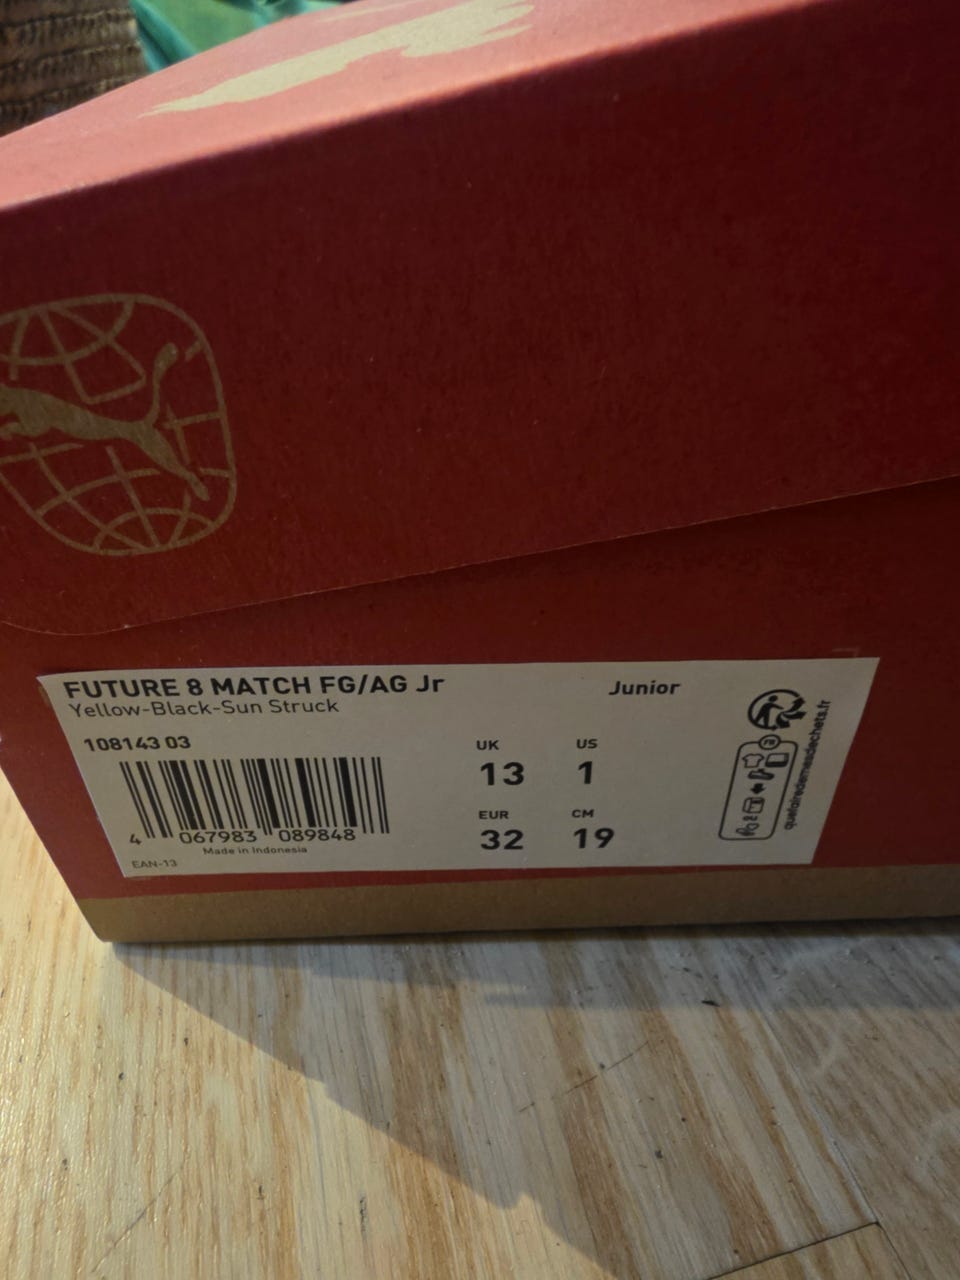 FUTURE 8 MATCH FG/AG Jr
Junior
Yellow-Black-Sun Struck
108143 03
UK
US
13
1
EUR
CM
32
19
4 067983 089848
Made in Indonesia
EAN-13
quefairedemesdechets.fr
FR